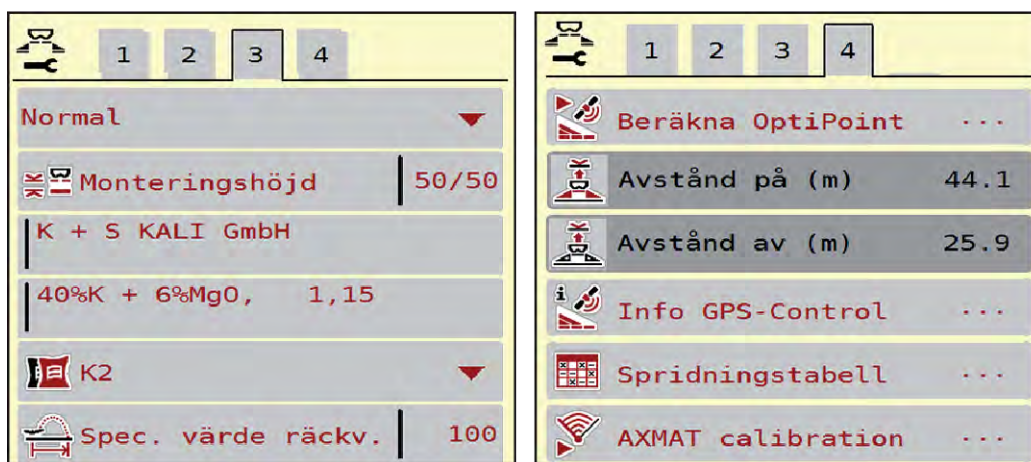 1 2 3 4
Normal
Monteringshöjd 50/50
K + S KALI GmbH
40%K + 6%MgO, 1,15
K2
Spec. värde räckv. 100
1 2 3 4
Beräkna OptiPoint ...
Avstånd på (m) 44.1
Avstånd av (m) 25.9
i
Info GPS-Control ...
Spridningstabell ...
AXMAT calibration ...